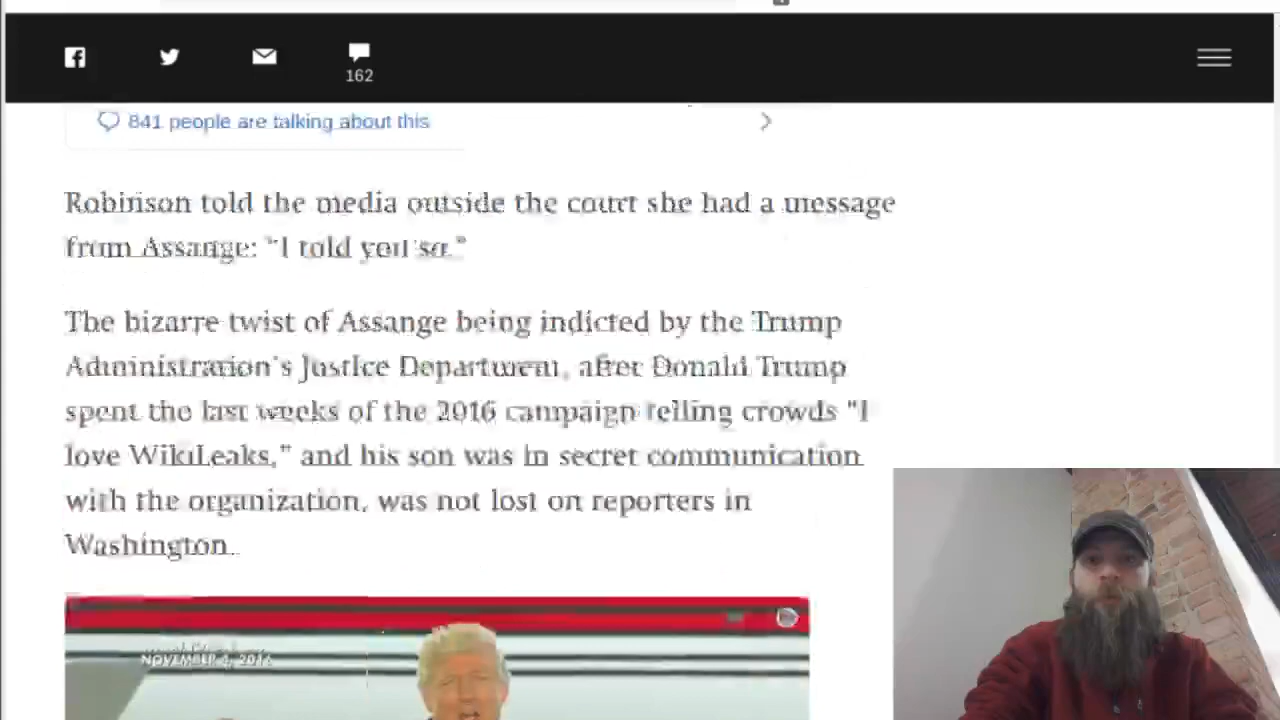 162
841 people are talking about this
Robinson told the media outside the court she had a message
from Assange: "I told you so."
The bizarre twist of Assange being indicted by the Trump
Administration's Justice Department, after Donald Trump
spent the last weeks of the 2016 campaign telling crowds "I
love WikiLeaks," and his son was in secret communication
with the organization, was not lost on reporters in
Washington.
NOVEMBER 4, 2016